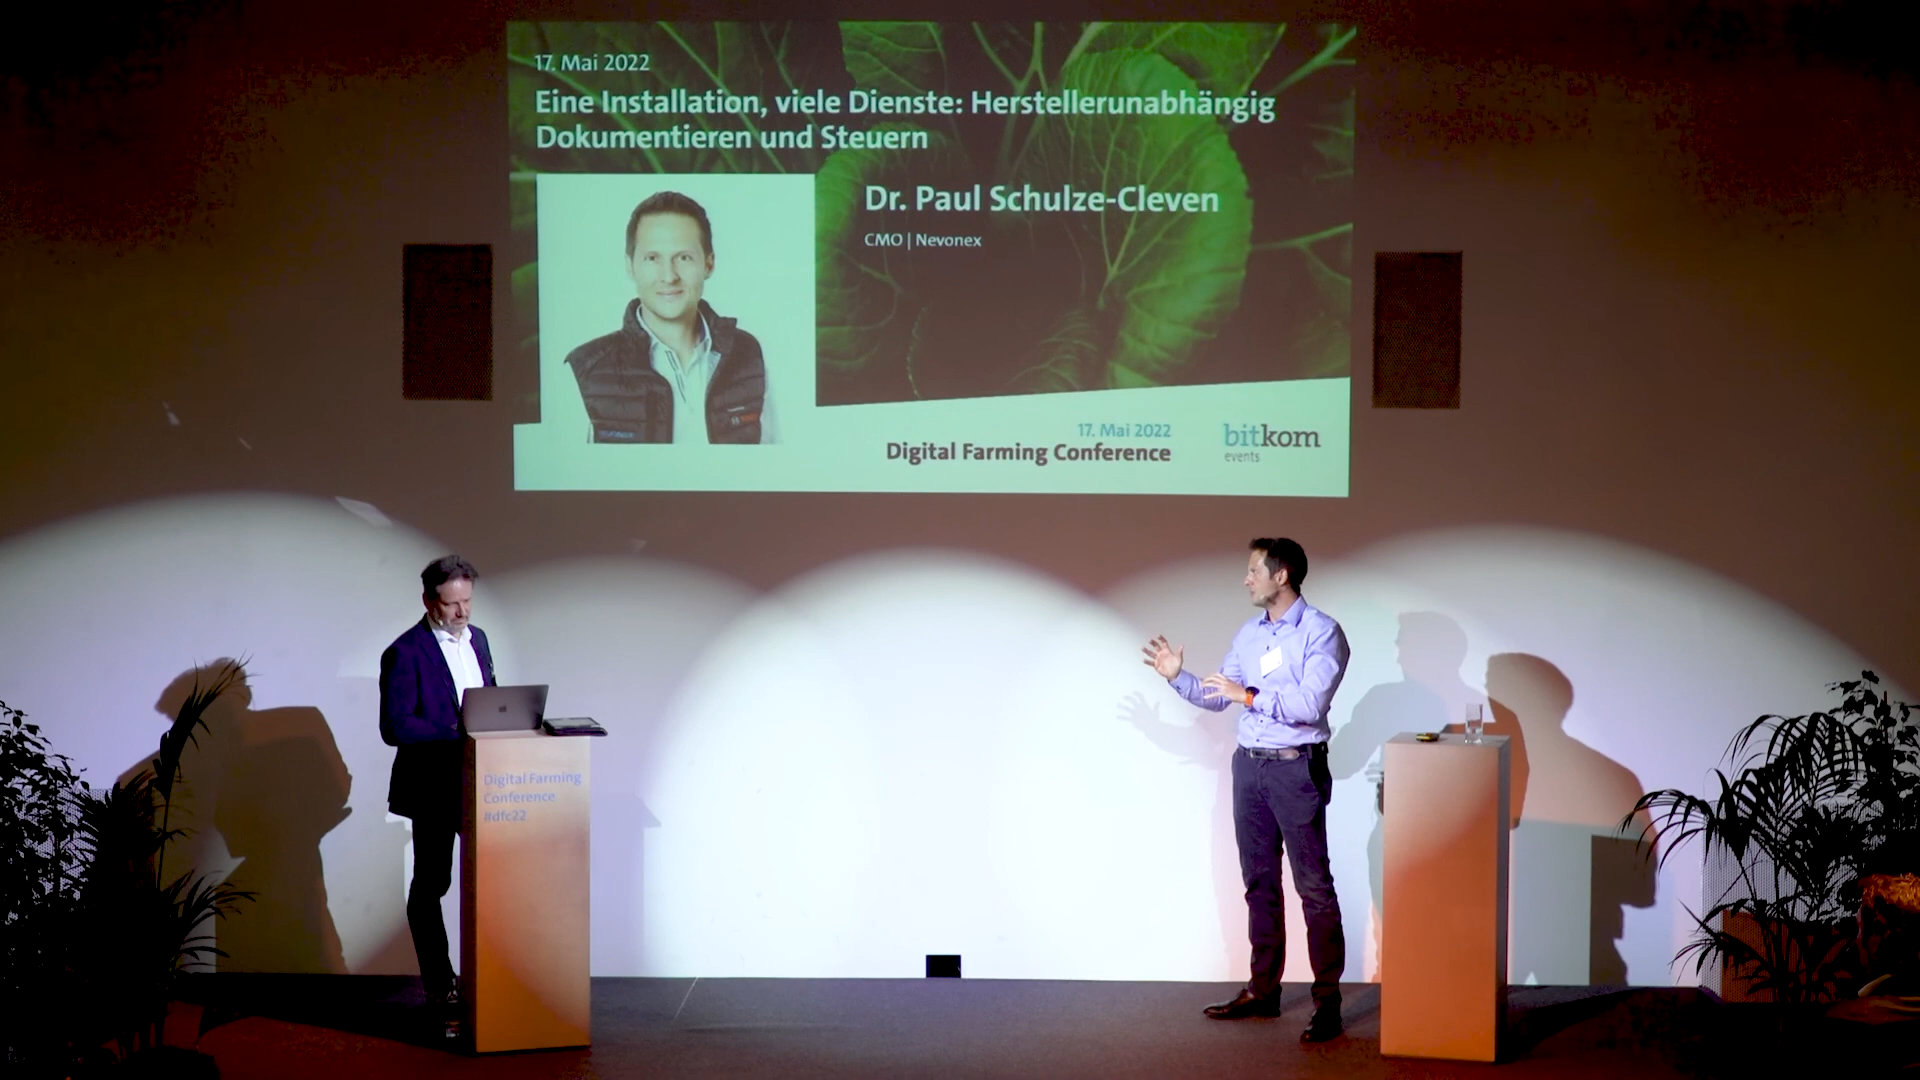 17. Mai 2022
Eine Installation, viele Dienste: Herstellerunabhängig
Dokumentieren und Steuern
Dr. Paul Schulze-Cleven
CMO | Nevonex
17. Mai 2022
Digital Farming Conference
bitkom
events
Digital Farming
Conference
#dfc22